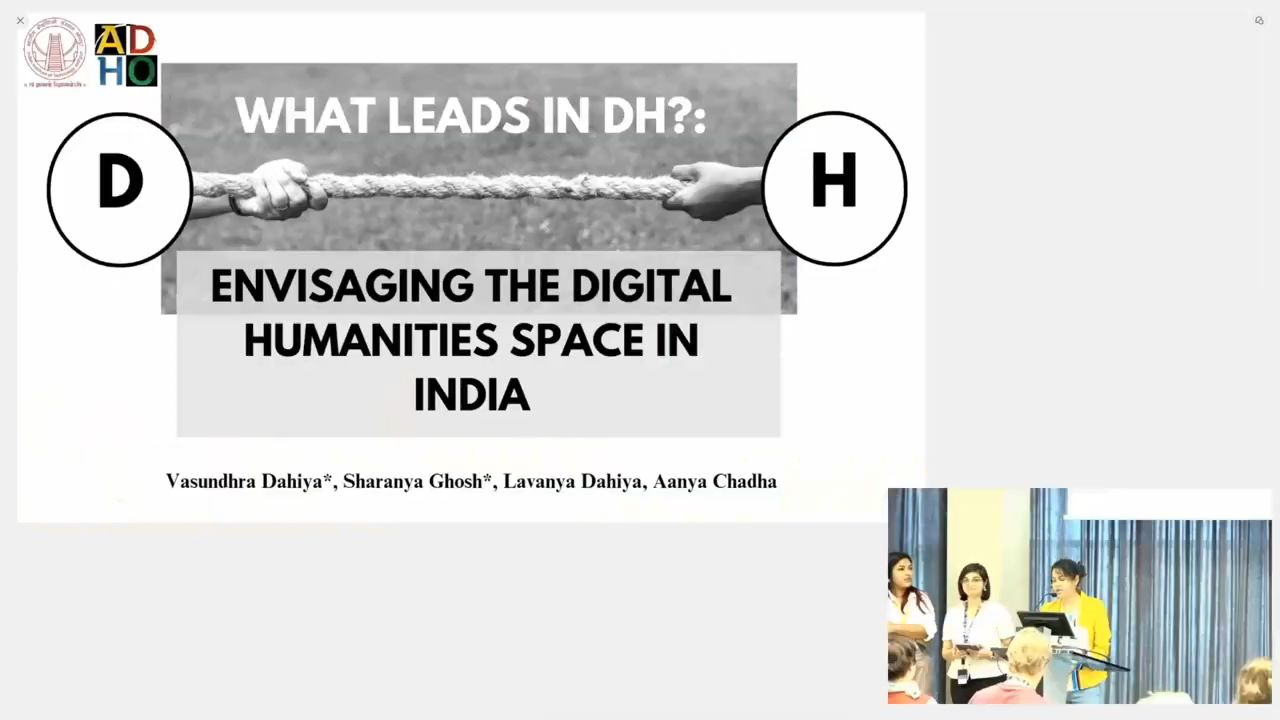 AD
HO
WHAT LEADS IN DH?:
D
H
ENVISAGING THE DIGITAL
HUMANITIES SPACE IN
INDIA
Vasundhra Dahiya*, Sharanya Ghosh*, Lavanya Dahiya, Aanya Chadha